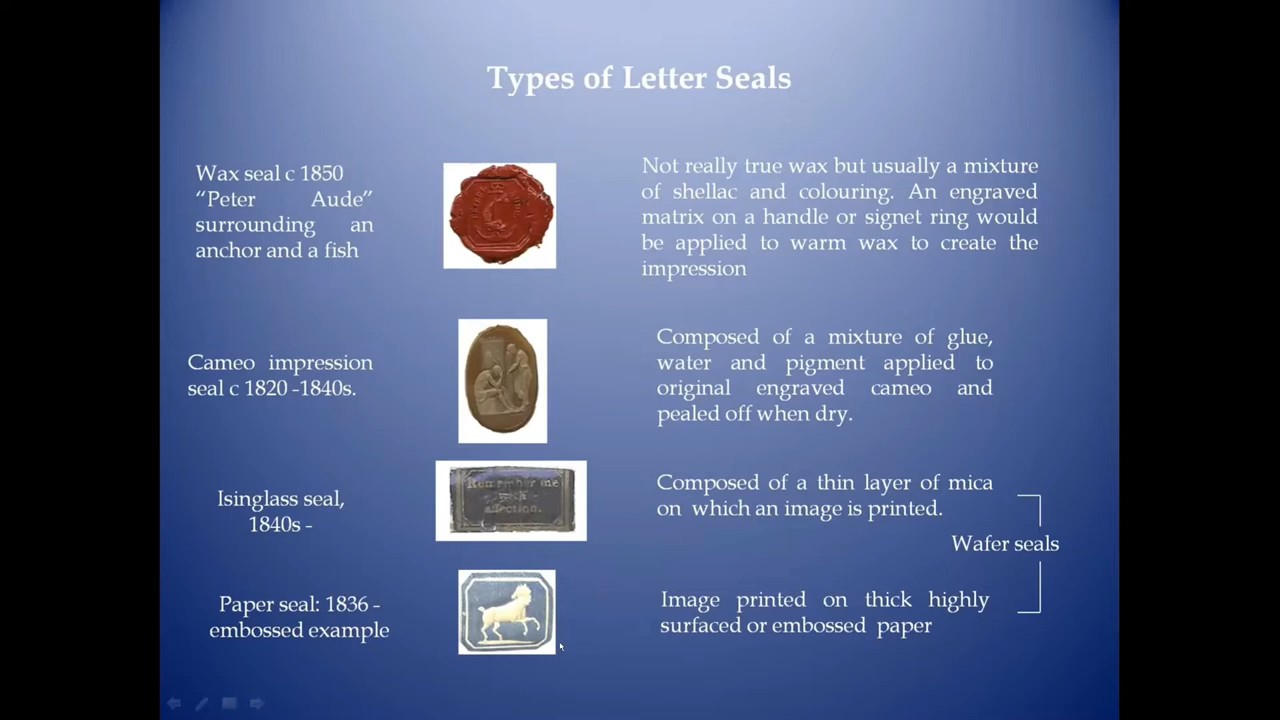 Types of Letter Seals
Wax seal c 1850
“Peter Aude”
surrounding an
anchor and a fish
Not really true wax but usually a mixture
of shellac and colouring. An engraved
matrix on a handle or signet ring would
be applied to warm wax to create the
impression
Cameo impression
seal c 1820 -1840s.
Composed of a mixture of glue,
water and pigment applied to
original engraved cameo and
pealed off when dry.
Isinglass seal,
1840s -
Remember me
with
affection.
Composed of a thin layer of mica
on which an image is printed.
Wafer seals
Paper seal: 1836 -
embossed example
Image printed on thick highly
surfaced or embossed paper